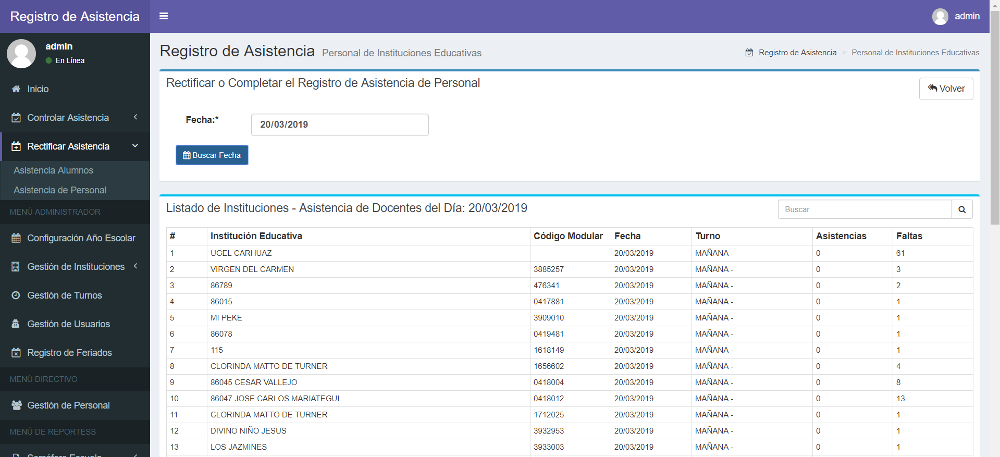 Registro de Asistencia
admin
admin
En Línea
Inicio
Controlar Asistencia
Rectificar Asistencia
Asistencia Alumnos
Asistencia de Personal
MENÚ ADMINISTRADOR
Configuración Año Escolar
Gestión de Instituciones
Gestión de Turnos
Gestión de Usuarios
Registro de Feriados
MENÚ DIRECTIVO
Gestión de Personal
MENÚ DE REPORTESS
Semáforo Escuela
Registro de Asistencia Personal de Instituciones Educativas
Registro de Asistencia > Personal de Instituciones Educativas
Rectificar o Completar el Registro de Asistencia de Personal
Volver
Fecha:* 20/03/2019
Buscar Fecha
Listado de Instituciones - Asistencia de Docentes del Día: 20/03/2019
Buscar
# Institución Educativa Código Modular Fecha Turno Asistencias Faltas
1 UGEL CARHUAZ 20/03/2019 MAÑANA - 0 61
2 VIRGEN DEL CARMEN 3885257 20/03/2019 MAÑANA - 0 3
3 86789 476341 20/03/2019 MAÑANA - 0 2
4 86015 0417881 20/03/2019 MAÑANA - 0 1
5 MI PEKE 3909010 20/03/2019 MAÑANA - 0 1
6 86078 0419481 20/03/2019 MAÑANA - 0 1
7 115 1618149 20/03/2019 MAÑANA - 0 1
8 CLORINDA MATTO DE TURNER 1656602 20/03/2019 MAÑANA - 0 4
9 86045 CESAR VALLEJO 0418004 20/03/2019 MAÑANA - 0 8
10 86047 JOSE CARLOS MARIATEGUI 0418012 20/03/2019 MAÑANA - 0 13
11 CLORINDA MATTO DE TURNER 1712025 20/03/2019 MAÑANA - 0 1
12 DIVINO NIÑO JESUS 3932953 20/03/2019 MAÑANA - 0 1
13 LOS JAZMINES 3933003 20/03/2019 MAÑANA - 0 1